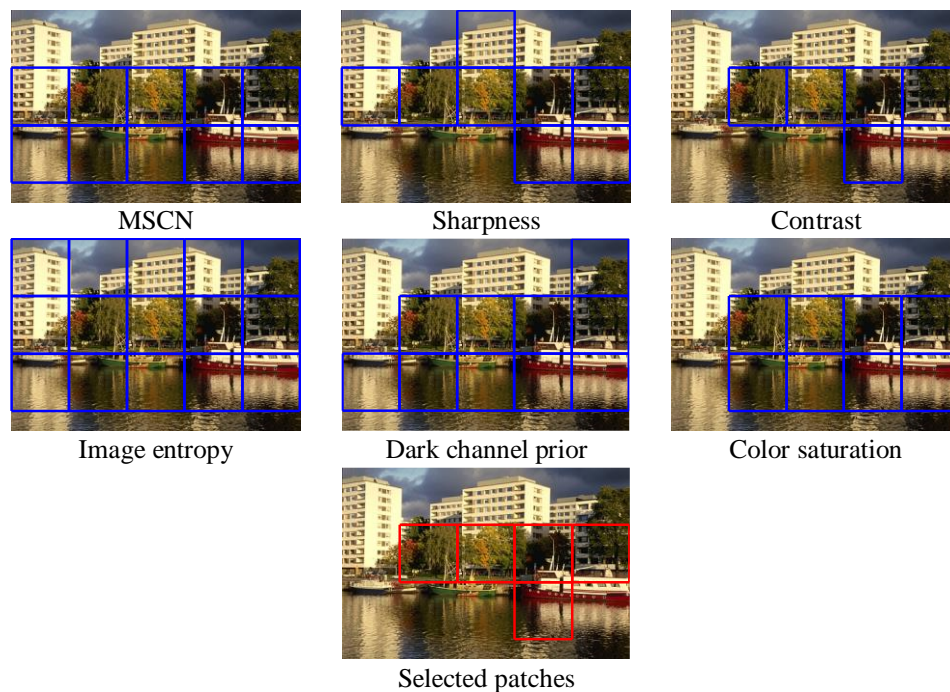 MSCN
Sharpness
Contrast
Image entropy
Dark channel prior
Color saturation
Selected patches